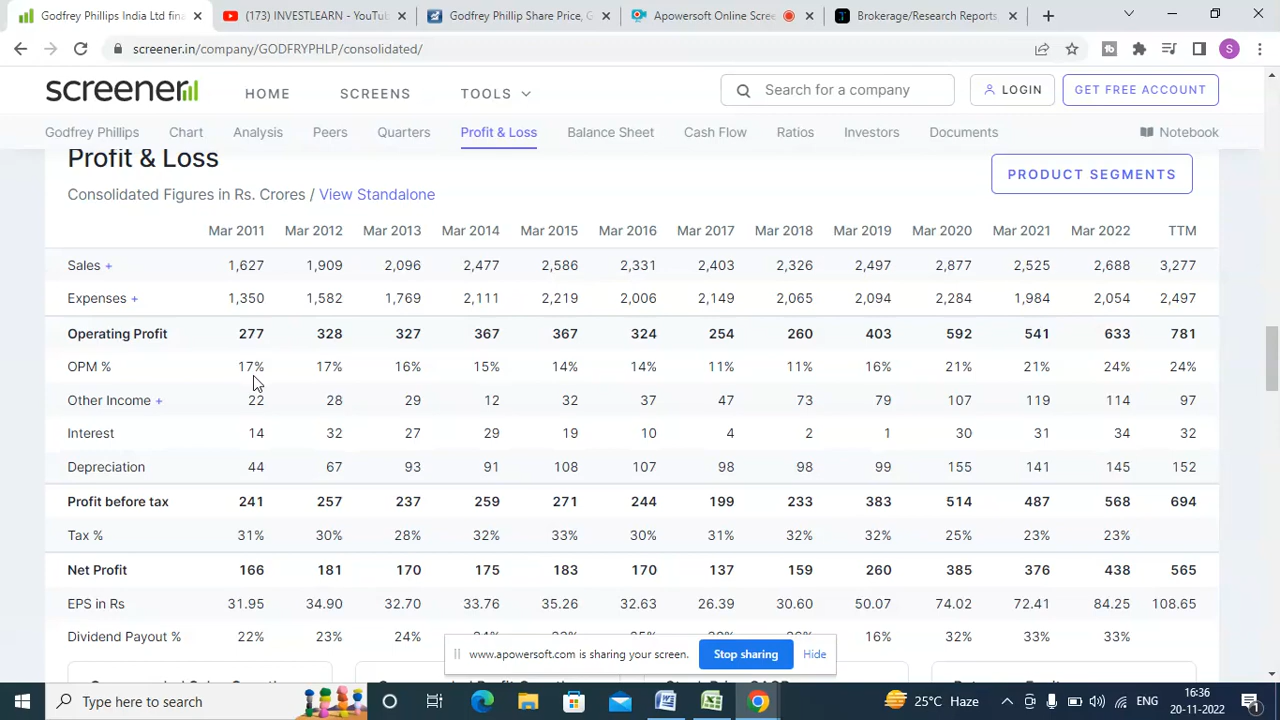 Godfrey Phillips India Ltd fina
(173) INVESTLEARN - YouTu
Godfrey Phillip Share Price, G
Apowersoft Online Scree
Brokerage/Research Reports
screener.in/company/GODFRYPHLP/consolidated/
S
screener
HOME
SCREENS
TOOLS
Search for a company
LOGIN
GET FREE ACCOUNT
Godfrey Phillips Chart Analysis Peers Quarters Profit & Loss Balance Sheet Cash Flow Ratios Investors Documents Notebook
Profit & Loss
PRODUCT SEGMENTS
Consolidated Figures in Rs. Crores / View Standalone
Mar 2011 Mar 2012 Mar 2013 Mar 2014 Mar 2015 Mar 2016 Mar 2017 Mar 2018 Mar 2019 Mar 2020 Mar 2021 Mar 2022 TTM
Sales + 1,627 1,909 2,096 2,477 2,586 2,331 2,403 2,326 2,497 2,877 2,525 2,688 3,277
Expenses + 1,350 1,582 1,769 2,111 2,219 2,006 2,149 2,065 2,094 2,284 1,984 2,054 2,497
Operating Profit 277 328 327 367 367 324 254 260 403 592 541 633 781
OPM % 17% 17% 16% 15% 14% 14% 11% 11% 16% 21% 21% 24% 24%
Other Income + 22 28 29 12 32 37 47 73 79 107 119 114 97
Interest 14 32 27 29 19 10 4 2 1 30 31 34 32
Depreciation 44 67 93 91 108 107 98 98 99 155 141 145 152
Profit before tax 241 257 237 259 271 244 199 233 383 514 487 568 694
Tax % 31% 30% 28% 32% 33% 30% 31% 32% 32% 25% 23% 23%
Net Profit 166 181 170 175 183 170 137 159 260 385 376 438 565
EPS in Rs 31.95 34.90 32.70 33.76 35.26 32.63 26.39 30.60 50.07 74.02 72.41 84.25 108.65
Dividend Payout % 22% 23% 24% 16% 32% 33% 33%
www.apowersoft.com is sharing your screen.
Stop sharing
Hide
Type here to search
25°C Haze
ENG
16:36
20-11-2022
1